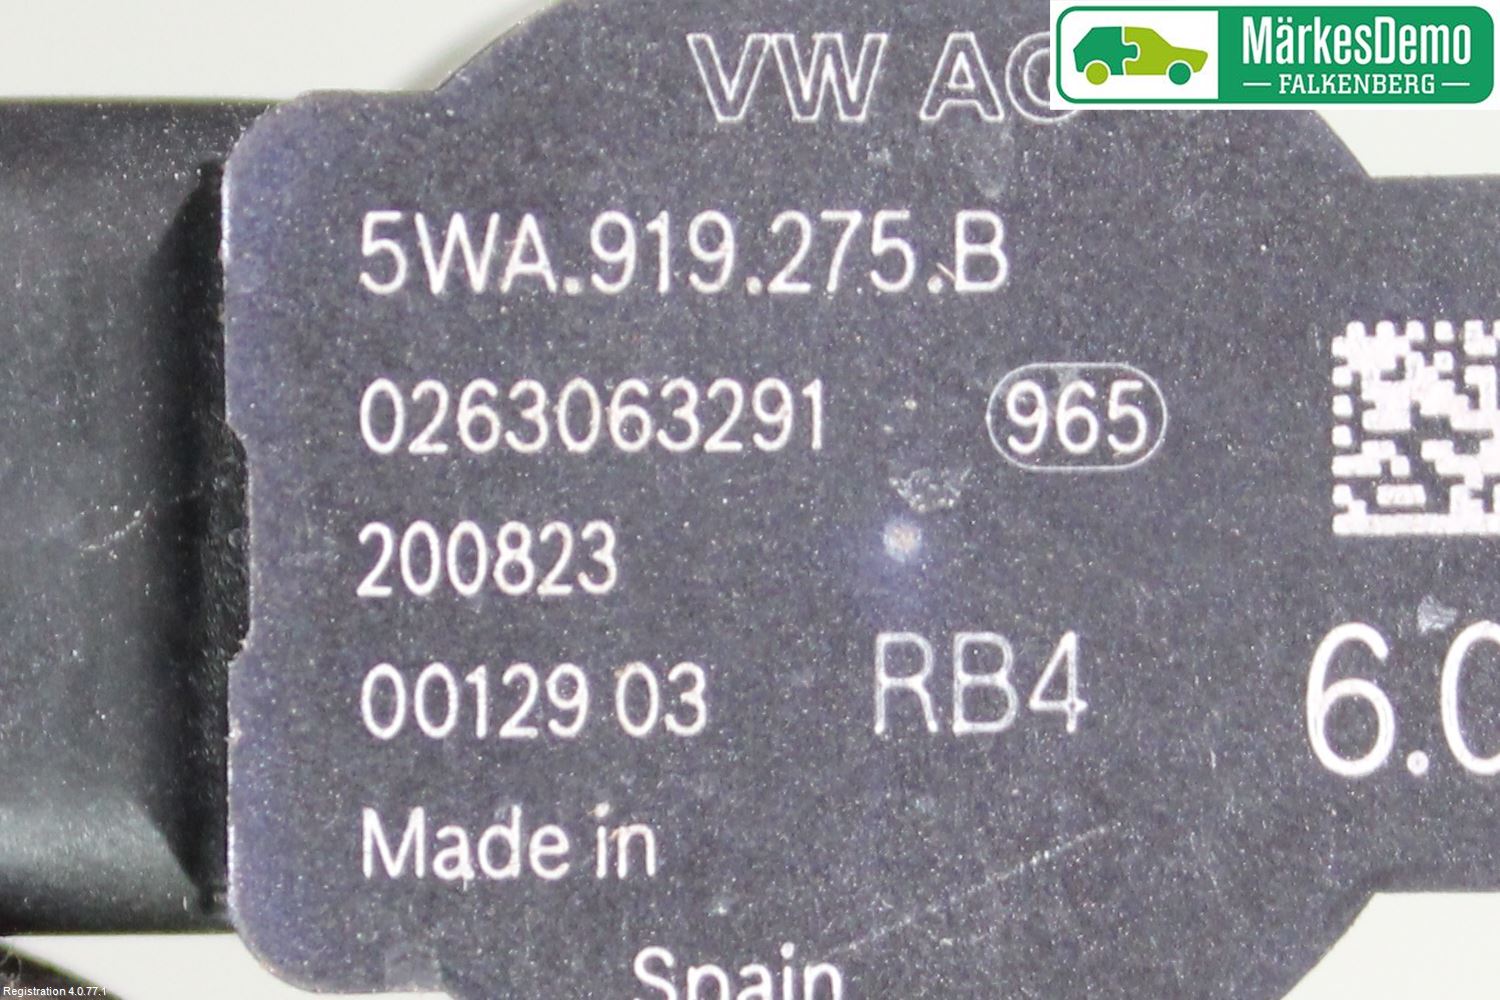 VW AG
MärkesDemo
FALKENBERG
5WA.919.275.B
0263063291
965
200823
00129 03
RB4
6.0
Made in
Spain
Registration 4.0.77.1